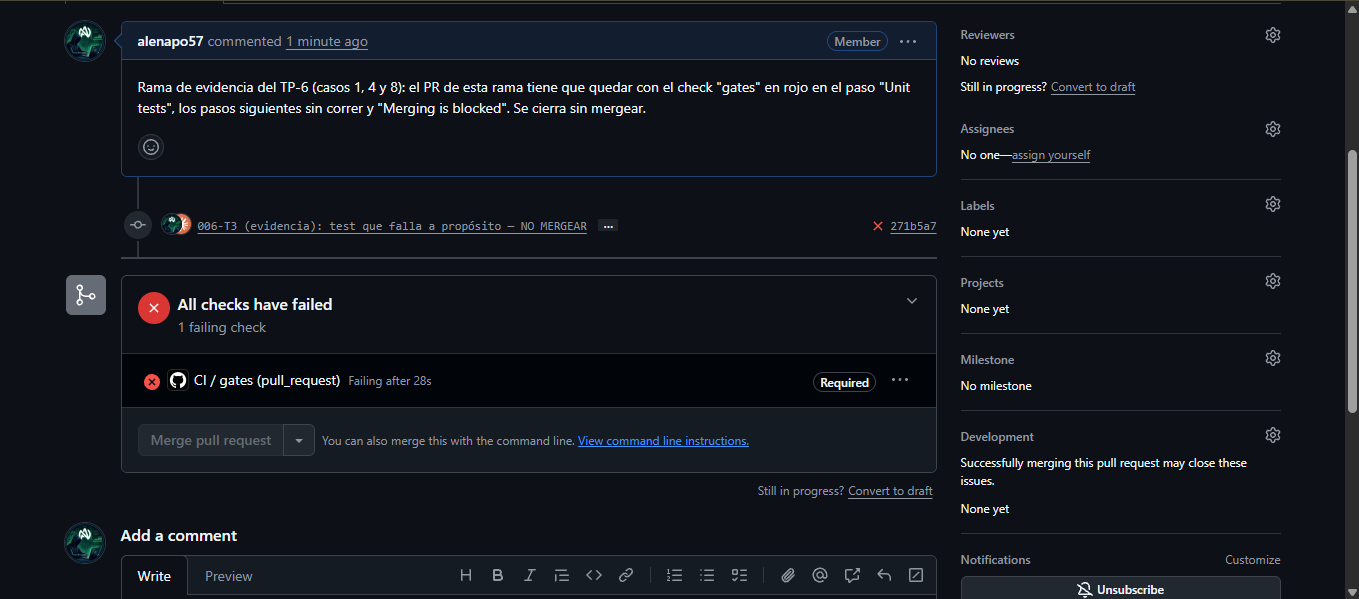 alenapo57 commented 1 minute ago
Member
Rama de evidencia del TP-6 (casos 1, 4 y 8): el PR de esta rama tiene que quedar con el check "gates" en rojo en el paso "Unit
tests", los pasos siguientes sin correr y "Merging is blocked". Se cierra sin mergear.
006-T3 (evidencia): test que falla a propósito — NO MERGEAR
271b5a7
All checks have failed
1 failing check
CI / gates (pull_request) Failing after 28s
Required
Merge pull request
You can also merge this with the command line. View command line instructions.
Still in progress? Convert to draft
Add a comment
Write
Preview
Reviewers
No reviews
Still in progress? Convert to draft
Assignees
No one—assign yourself
Labels
None yet
Projects
None yet
Milestone
No milestone
Development
Successfully merging this pull request may close these
issues.
None yet
Notifications
Customize
Unsubscribe